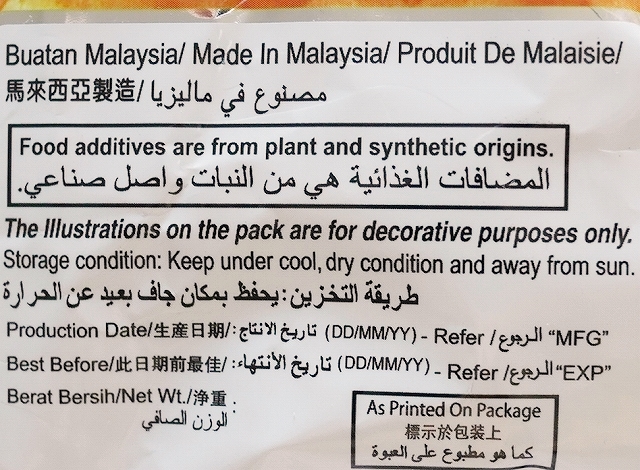 Buatan Malaysia/ Made In Malaysia/ Produit De Malaisie/
馬來西亞製造/ مصنوع في ماليزيا
Food additives are from plant and synthetic origins.
المضافات الغذائية هي من النبات واصل صناعي.
The Illustrations on the pack are for decorative purposes only.
Storage condition: Keep under cool, dry condition and away from sun.
طريقة التخزين: يحفظ بمكان جاف بعيد عن الحرارة
Production Date/生產日期/: تاريخ الانتاج: (DD/MM/YY) - Refer /الرجوع "MFG"
Best Before/此日期前最佳/: تاريخ الأنتهاء: (DD/MM/YY) - Refer /الرجوع "EXP"
Berat Bersih/Net Wt./淨重 :
الوزن الصافي
As Printed On Package
標示於包裝上
كما هو مطبوع على العبوة